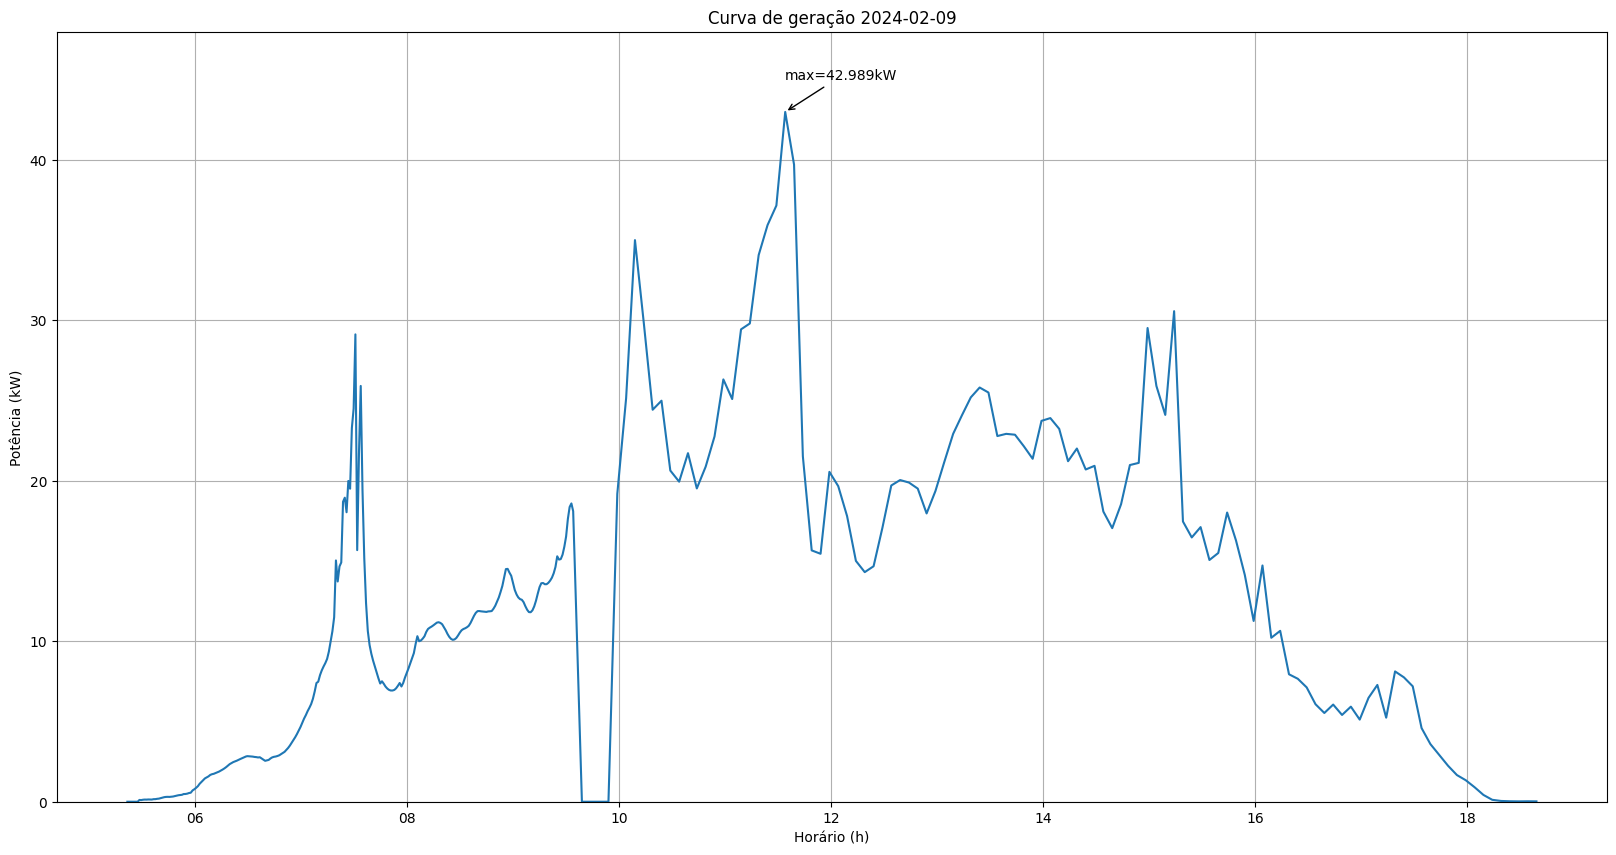 Curva de geração 2024-02-09
max=42.989kW
40
30
20
10
0
Potência (kW)
06 08 10 12 14 16 18
Horário (h)